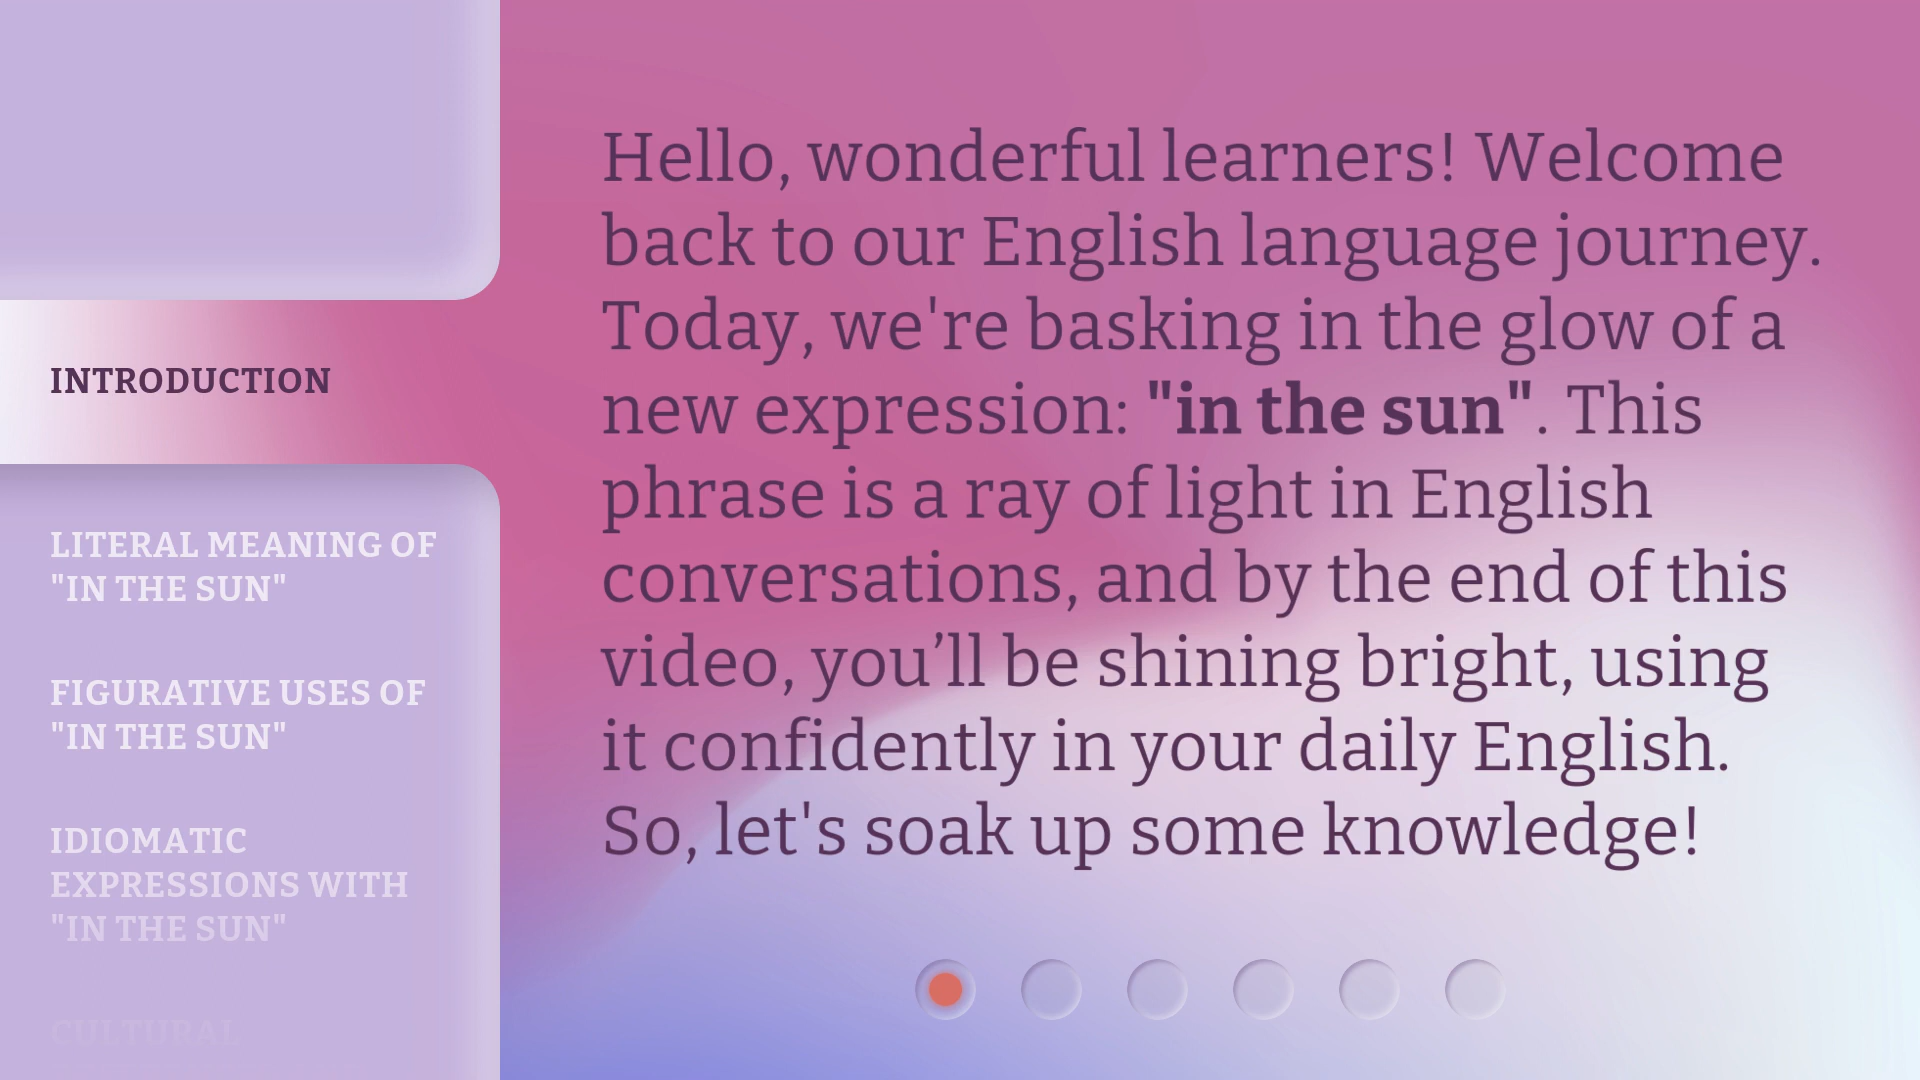 INTRODUCTION
LITERAL MEANING OF
"IN THE SUN"
FIGURATIVE USES OF
"IN THE SUN"
IDIOMATIC
EXPRESSIONS WITH
"IN THE SUN"
CULTURAL
Hello, wonderful learners! Welcome
back to our English language journey.
Today, we're basking in the glow of a
new expression: "in the sun". This
phrase is a ray of light in English
conversations, and by the end of this
video, you’ll be shining bright, using
it confidently in your daily English.
So, let's soak up some knowledge!